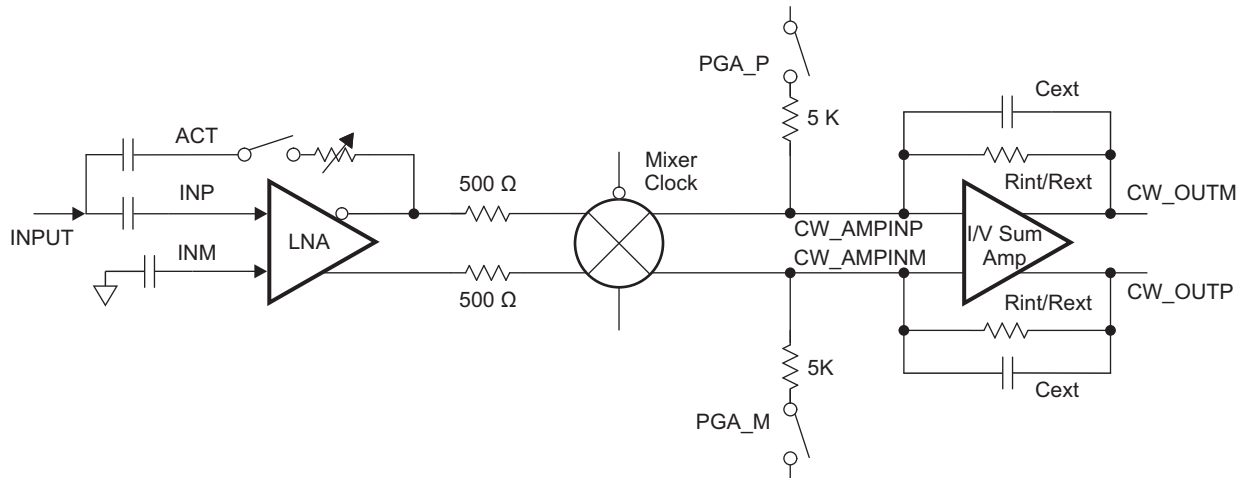 PGA_P
5 K
Cext
ACT
500 Ω
Mixer
Clock
Rint/Rext
INP
CW_OUTM
INPUT
LNA
CW_AMPINP
I/V Sum
Amp
INM
CW_AMPINM
500 Ω
Rint/Rext
CW_OUTP
5K
Cext
PGA_M